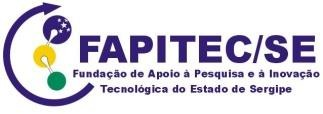 FAPITEC/SE
Fundação de Apoio à Pesquisa e à Inovação
Tecnológica do Estado de Sergipe